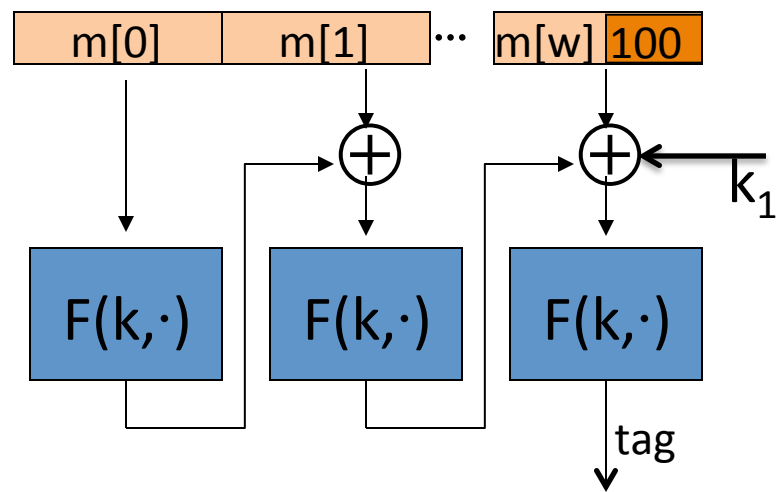 m[0] m[1] ... m[w] 100
k₁
F(k,·) F(k,·) F(k,·)
tag